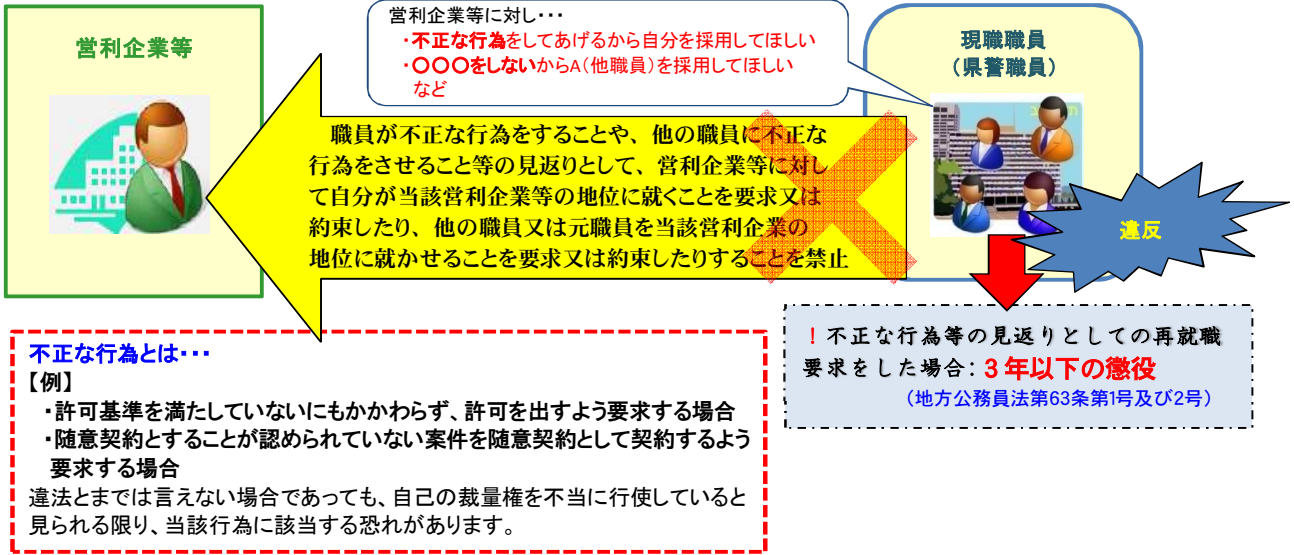 営利企業等
営利企業等に対し・・・
・不正な行為をしてあげるから自分を採用してほしい
・〇〇〇をしないからA(他職員)を採用してほしい
など
現職職員
(県警職員)
職員が不正な行為をすることや、他の職員に不正な
行為をさせること等の見返りとして、営利企業等に対し
て自分が当該営利企業等の地位に就くことを要求又は
約束したり、他の職員又は元職員を当該営利企業の
地位に就かせることを要求又は約束したりすることを禁止
違反
!不正な行為等の見返りとしての再就職
要求をした場合:3年以下の懲役
(地方公務員法第63条第1号及び2号)
不正な行為とは・・・
【例】
・許可基準を満たしていないにもかかわらず、許可を出すよう要求する場合
・随意契約とすることが認められていない案件を随意契約として契約するよう
要求する場合
違法とまでは言えない場合であっても、自己の裁量権を不当に行使していると
見られる限り、当該行為に該当する恐れがあります。